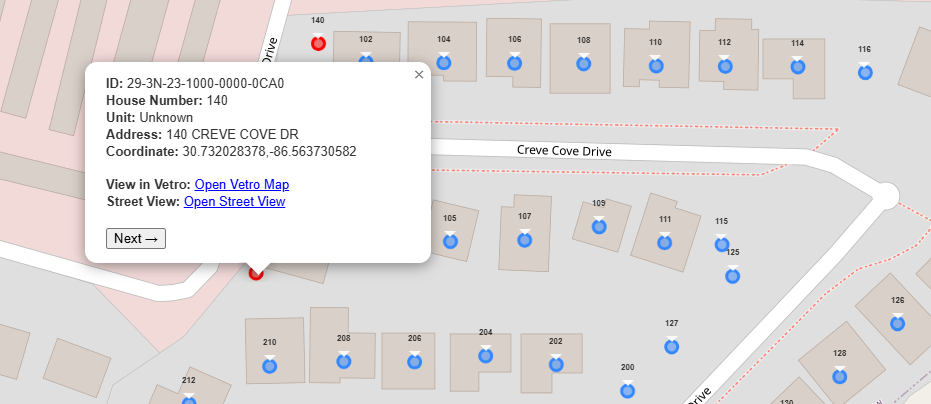 140
102
104
106
108
110
112
114
116
Drive
×
ID: 29-3N-23-1000-0000-0CA0
House Number: 140
Unit: Unknown
Address: 140 CREVE COVE DR
Coordinate: 30.732028378,-86.563730582
View in Vetro: Open Vetro Map
Street View: Open Street View
Next →
Creve Cove Drive
105
107
109
111
115
125
126
127
128
130
210
208
206
204
202
200
212
Drive